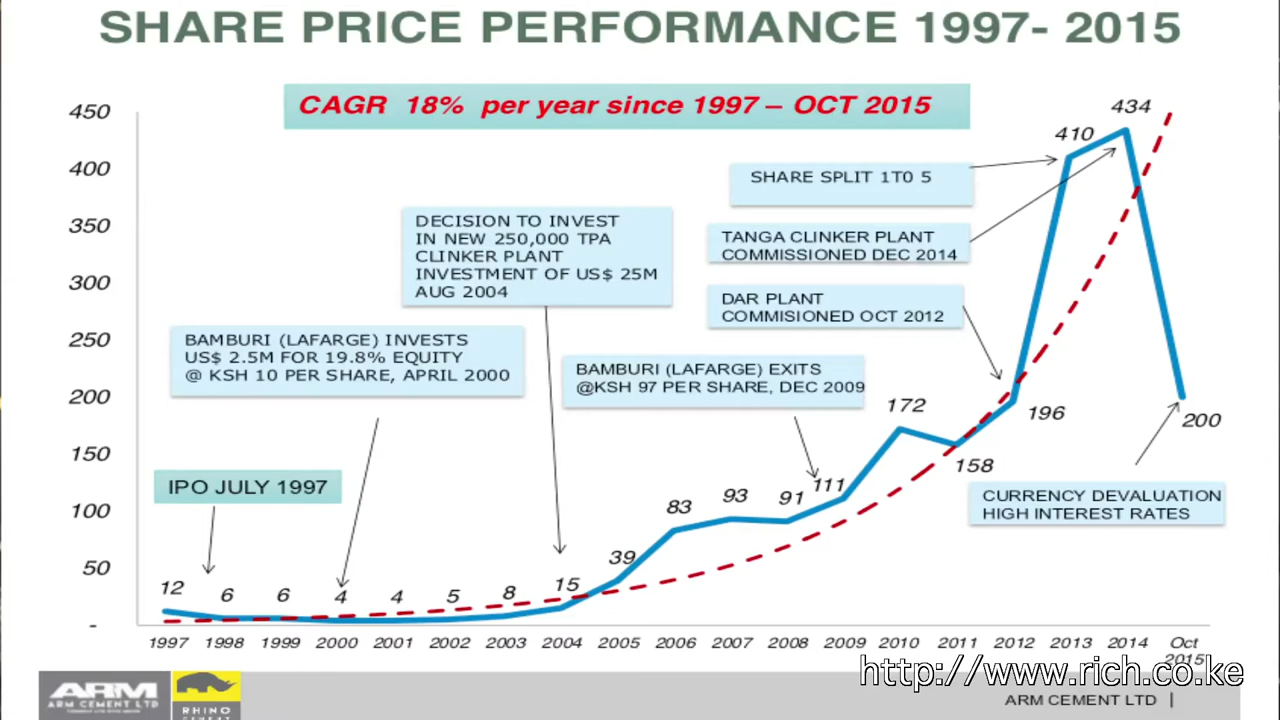 SHARE PRICE PERFORMANCE 1997- 2015
CAGR 18% per year since 1997 – OCT 2015
450
400
350
300
250
200
150
100
50
-
SHARE SPLIT 1T0 5
TANGA CLINKER PLANT
COMMISSIONED DEC 2014
DAR PLANT
COMMISIONED OCT 2012
DECISION TO INVEST
IN NEW 250,000 TPA
CLINKER PLANT
INVESTMENT OF US$ 25M
AUG 2004
BAMBURI (LAFARGE) INVESTS
US$ 2.5M FOR 19.8% EQUITY
@ KSH 10 PER SHARE, APRIL 2000
BAMBURI (LAFARGE) EXITS
@KSH 97 PER SHARE, DEC 2009
IPO JULY 1997
CURRENCY DEVALUATION
HIGH INTEREST RATES
12
6
6
4
4
5
8
15
39
83
93
91
111
172
158
196
410
434
200
1997 1998 1999 2000 2001 2002 2003 2004 2005 2006 2007 2008 2009 2010 2011 2012 2013 2014 Oct
2015
http://www.rich.co.ke
ARM
ARM CEMENT LTD
RHINO
CEMENT
ARM CEMENT LTD |